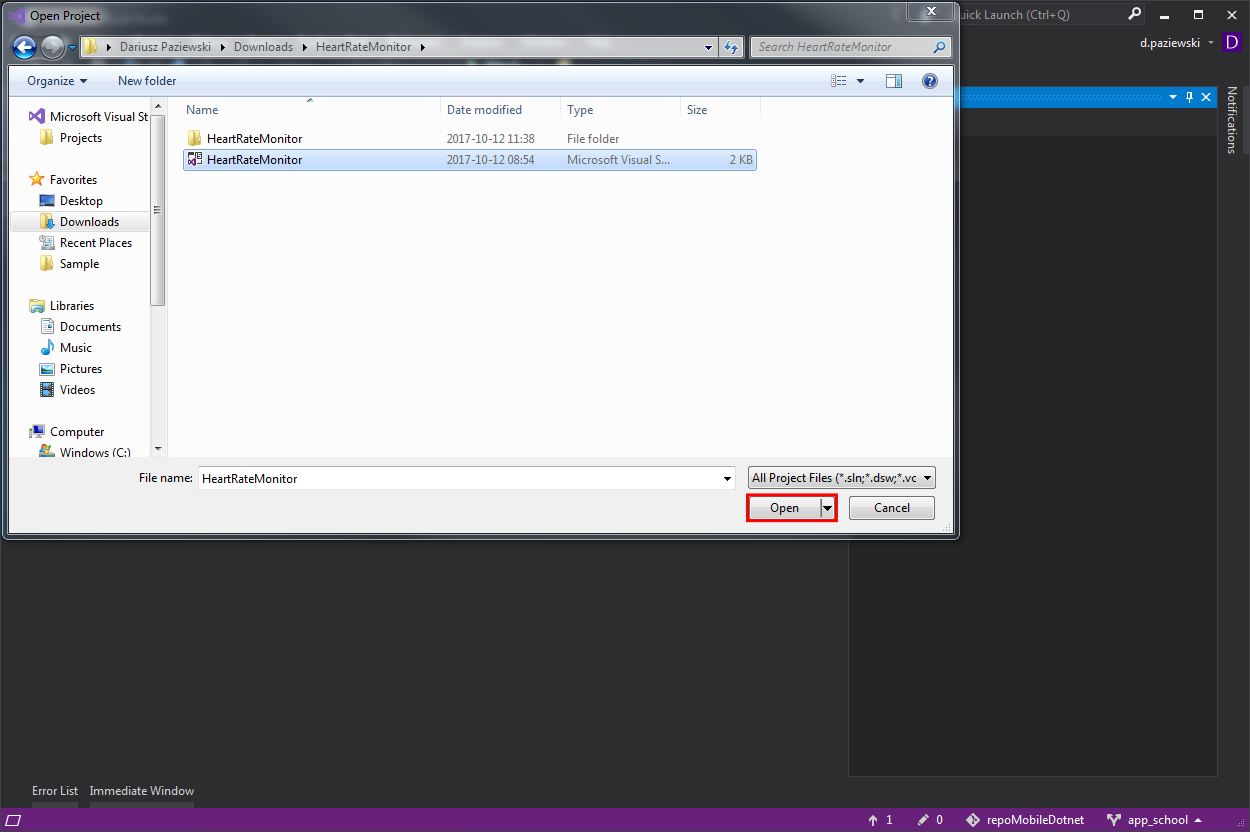 Open Project
Quick Launch (Ctrl+Q)
Dariusz Paziewski Downloads HeartRateMonitor
Search HeartRateMonitor
d.paziewski D
Organize New folder
Notifications
Name Date modified Type Size
Microsoft Visual St
Projects
Favorites
Desktop
Downloads
Recent Places
Sample
Libraries
Documents
Music
Pictures
Videos
Computer
Windows (C:)
HeartRateMonitor 2017-10-12 11:38 File folder
HeartRateMonitor 2017-10-12 08:54 Microsoft Visual S... 2 KB
File name: HeartRateMonitor All Project Files (*.sln;*.dsw;*.vc
Open Cancel
Error List Immediate Window
1 0 repoMobileDotnet app_school